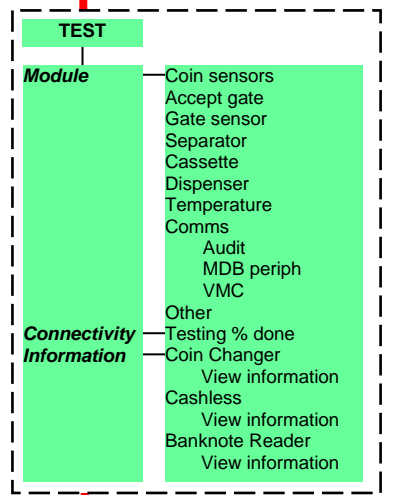 TEST
Module Coin sensors
Accept gate
Gate sensor
Separator
Cassette
Dispenser
Temperature
Comms
Audit
MDB periph
VMC
Other
Connectivity Testing % done
Information Coin Changer
View information
Cashless
View information
Banknote Reader
View information